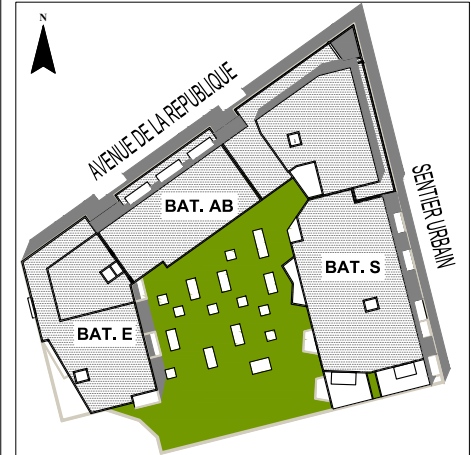 N
AVENUE DE LA REPUBLIQUE
SENTIER URBAIN
BAT. AB
BAT. S
BAT. E